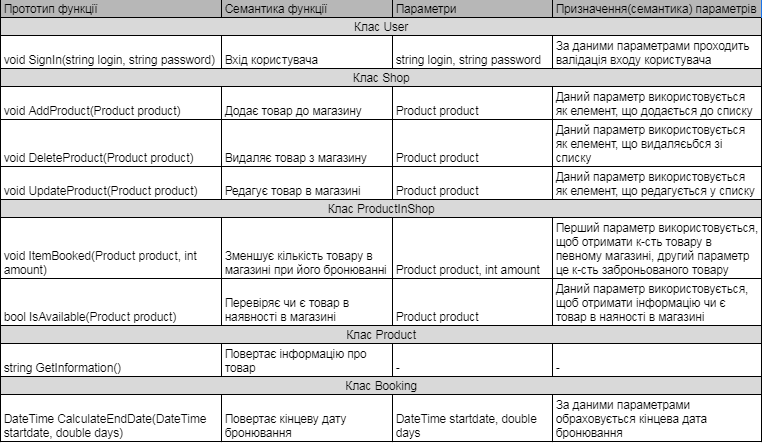 Прототип функції Семантика функції Параметри Призначення(семантика) параметрів
Клас User
void SignIn(string login, string password) Вхід користувача string login, string password За даними параметрами проходить
валідація входу користувача
Клас Shop
void AddProduct(Product product) Додає товар до магазину Product product Даний параметр використовується
як елемент, що додається до списку
void DeleteProduct(Product product) Видаляє товар з магазину Product product Даний параметр використовується
як елемент, що видаляєьбся зі
списку
void UpdateProduct(Product product) Редагує товар в магазині Product product Даний параметр використовується
як елемент, що редагується у списку
Клас ProductInShop
void ItemBooked(Product product, int
amount) Зменшує кількість товару в
магазині при його бронюванні Product product, int amount Перший параметр використовується,
щоб отримати к-сть товару в
певному магазині, другий параметр
це к-сть заброньованого товару
bool IsAvailable(Product product) Перевіряє чи є товар в
наявності в магазині Product product Даний параметр використовується,
щоб отримати інформацію чи є
товар в наяності в магазині
Клас Product
string GetInformation() Повертає інформацію про
товар - -
Клас Booking
DateTime CalculateEndDate(DateTime
startdate, double days) Повертає кінцеву дату
бронювання DateTime startdate, double
days За даними параметрами
обраховується кінцева дата
бронювання